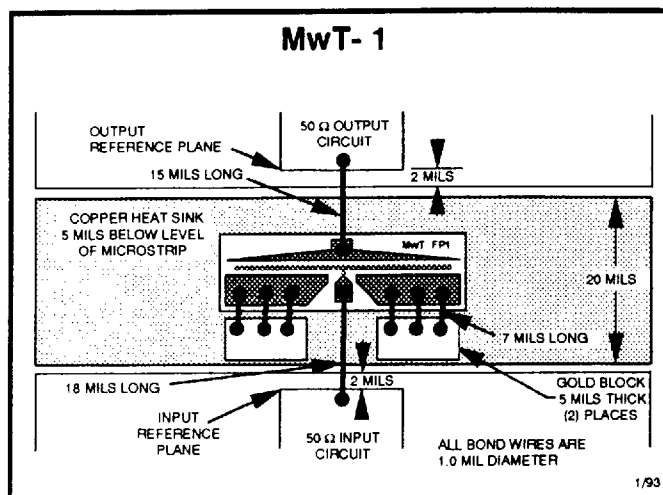 MwT- 1
OUTPUT
REFERENCE PLANE
50 Ω OUTPUT
CIRCUIT
15 MILS LONG
2 MILS
COPPER HEAT SINK
5 MILS BELOW LEVEL
OF MICROSTRIP
MwT FP1
20 MILS
7 MILS LONG
18 MILS LONG
2 MILS
GOLD BLOCK
5 MILS THICK
(2) PLACES
INPUT
REFERENCE
PLANE
50 Ω INPUT
CIRCUIT
ALL BOND WIRES ARE
1.0 MIL DIAMETER
1/93